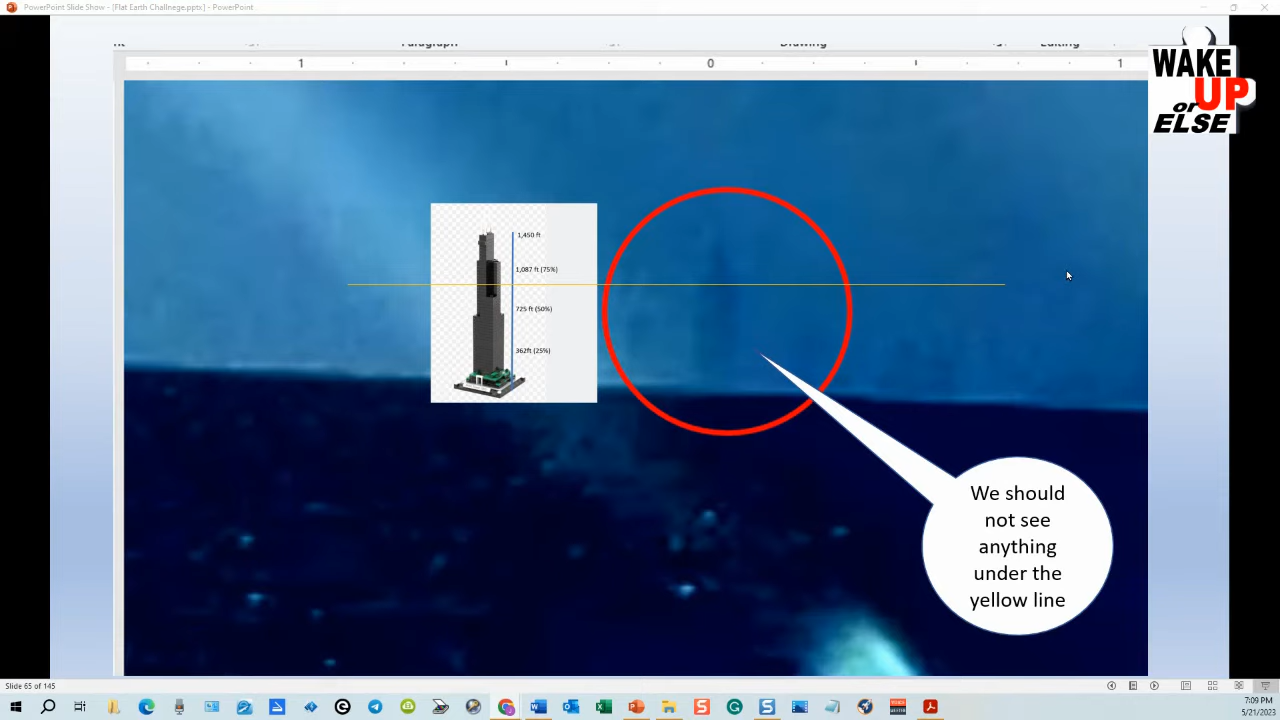 PowerPoint Slide Show - [Flat Earth Challnege.pptx] - PowerPoint
Paragraph
Drawing
Editing
1
0
1
WAKE
UP
or
ELSE
1,450 ft
1,087 ft (75%)
725 ft (50%)
362ft (25%)
We should
not see
anything
under the
yellow line
Slide 65 of 145
7:09 PM
5/21/2023